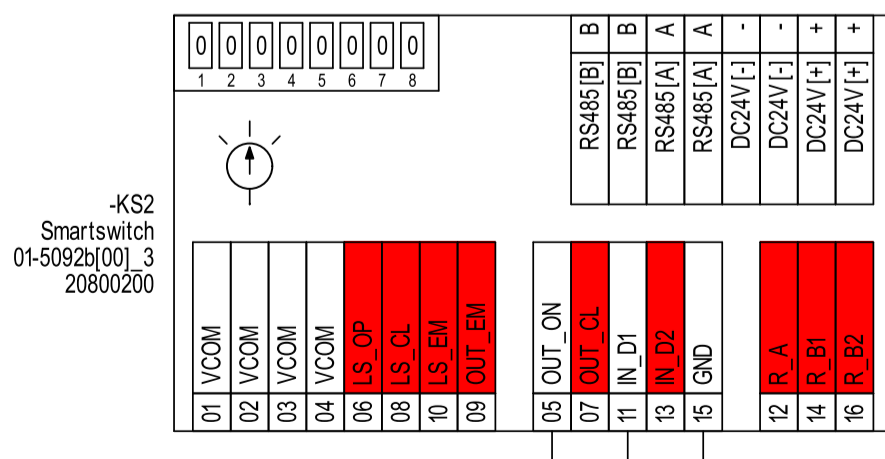 0 0 0 0 0 0 0 0
1 2 3 4 5 6 7 8
B B A A - - + +
RS485[B] RS485[B] RS485[A] RS485[A] DC24V[-] DC24V[-] DC24V[+] DC24V[+]
-KS2
Smartswitch
01-5092b[00]_3
20800200
VCOM VCOM VCOM VCOM LS_OP LS_CL LS_EM OUT_EM OUT_ON OUT_CL IN_D1 IN_D2 GND R_A R_B1 R_B2
01 02 03 04 06 08 10 09 05 07 11 13 15 12 14 16